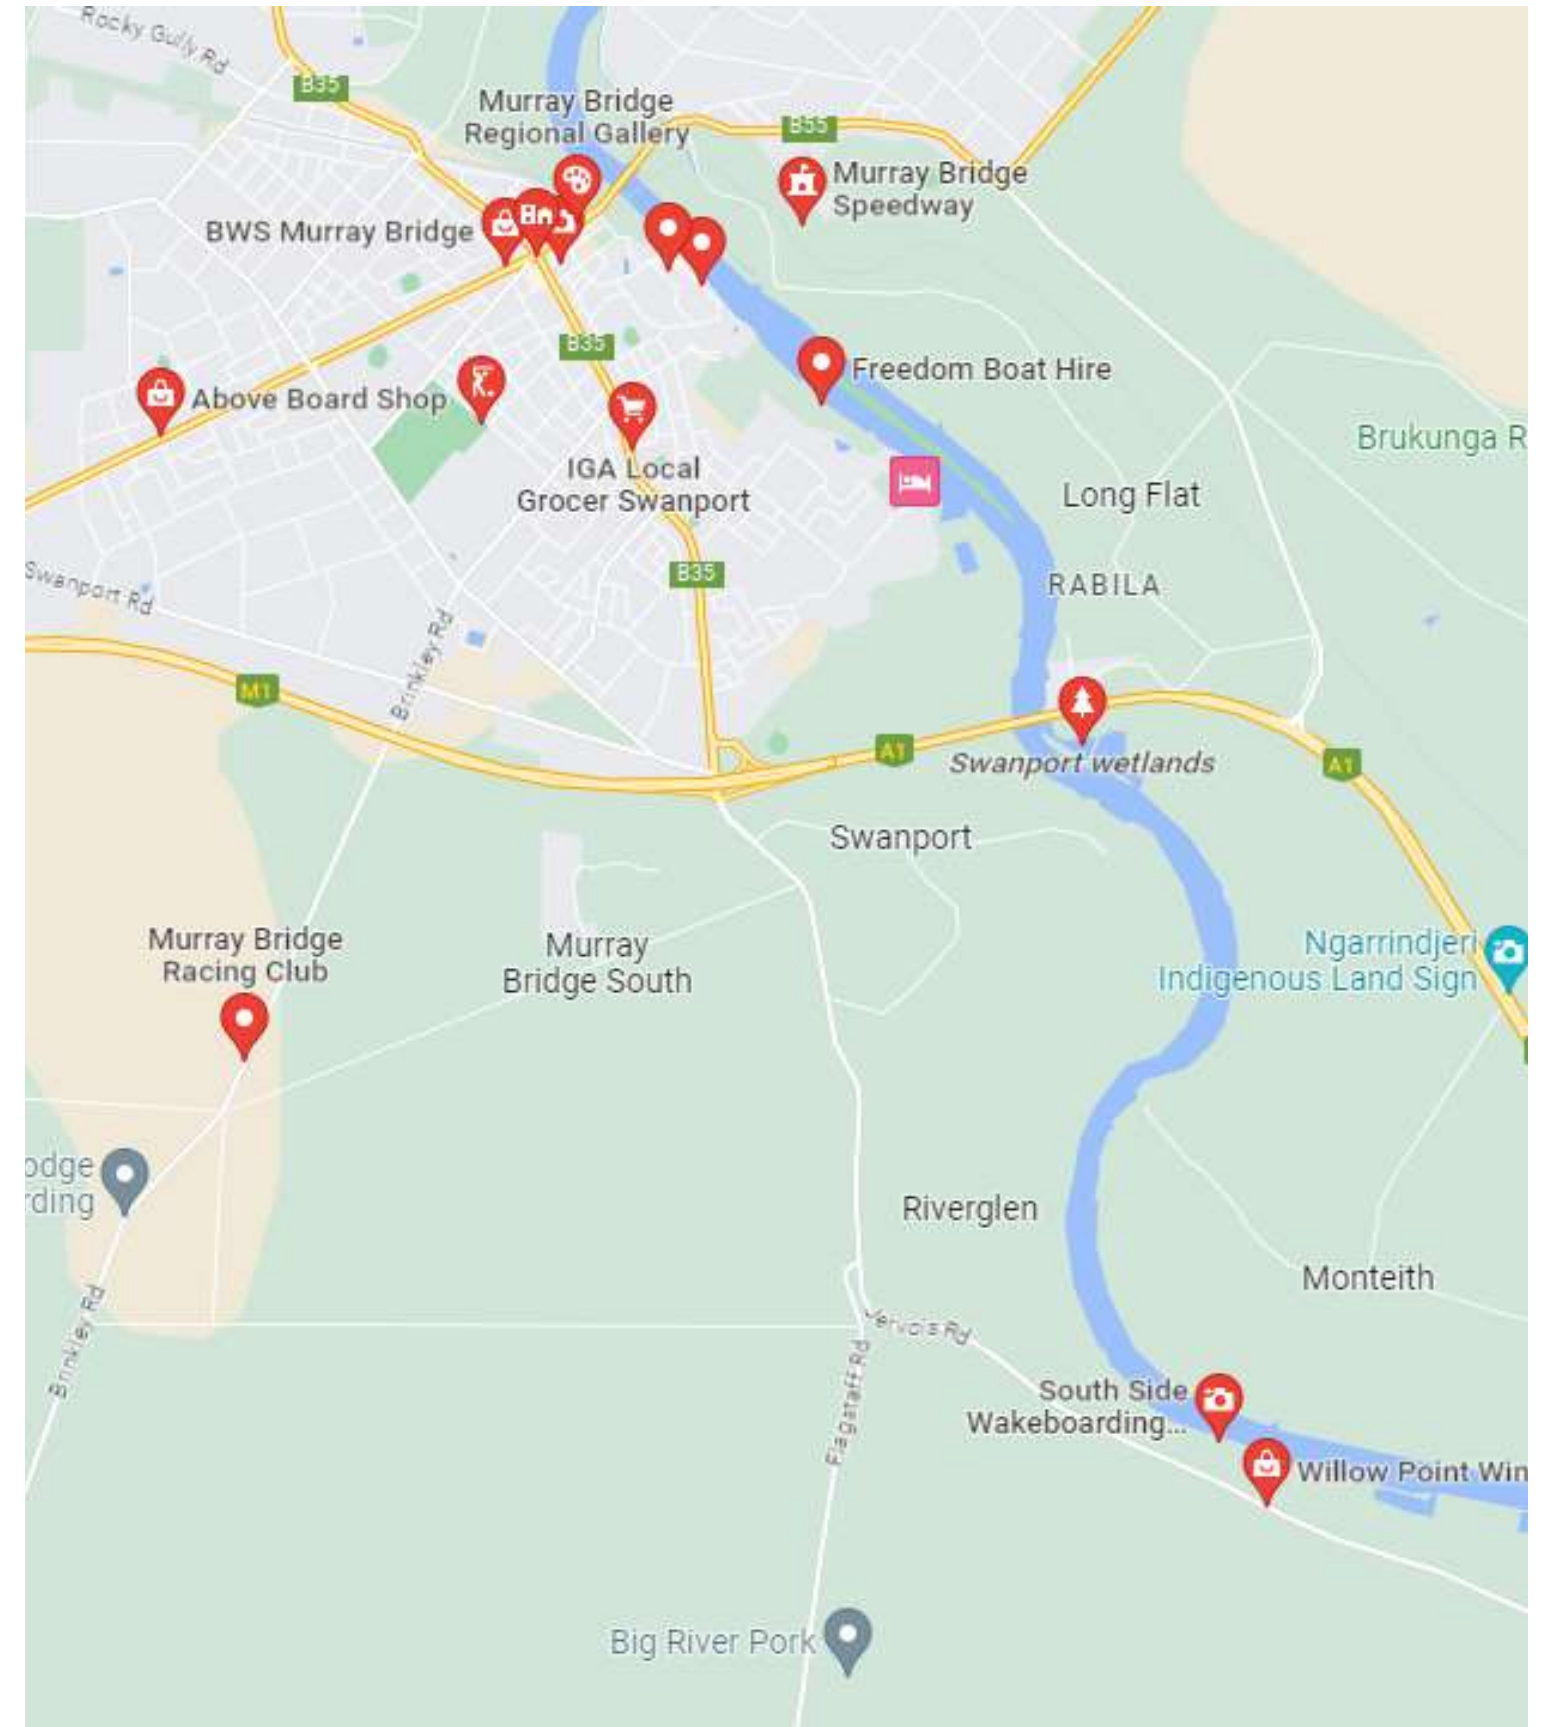 Rocky Gully Rd
B35
Murray Bridge
Regional Gallery
B55
Murray Bridge
Speedway
BWS Murray Bridge
B35
Freedom Boat Hire
Above Board Shop
Brukunga R
IGA Local
Grocer Swanport
Long Flat
B35
RABILA
Swanport Rd
Brinkley Rd
M1
A1
Swanport wetlands
A1
Swanport
Murray Bridge
Racing Club
Murray
Bridge South
Ngarrindjeri
Indigenous Land Sign
odge
rding
Riverglen
Monteith
Brinkley Rd
Jervois Rd
Flagstaff Rd
South Side
Wakeboarding...
Willow Point Win
Big River Pork